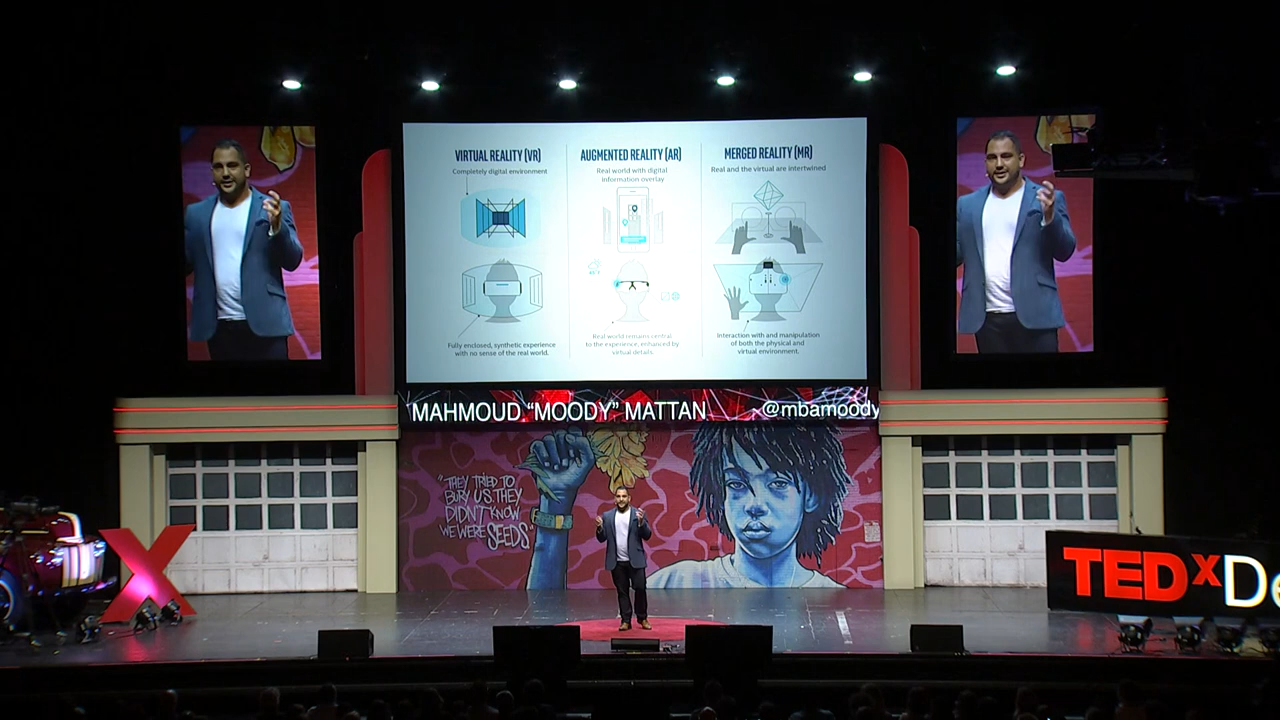 VIRTUAL REALITY (VR)
Completely digital environment
Fully enclosed, synthetic experience
with no sense of the real world.
AUGMENTED REALITY (AR)
Real world with digital
information overlay
Real world remains central
to the experience, enhanced by
virtual details.
MERGED REALITY (MR)
Real and the virtual are intertwined
Interaction with and manipulation
of both the physical and
virtual environment.
MAHMOUD “MOODY” MATTAN @mbamoody
"THEY TRIED TO
BURY US THEY
DIDN'T KNOW
WE WERE SEEDS"
X
TEDxDe